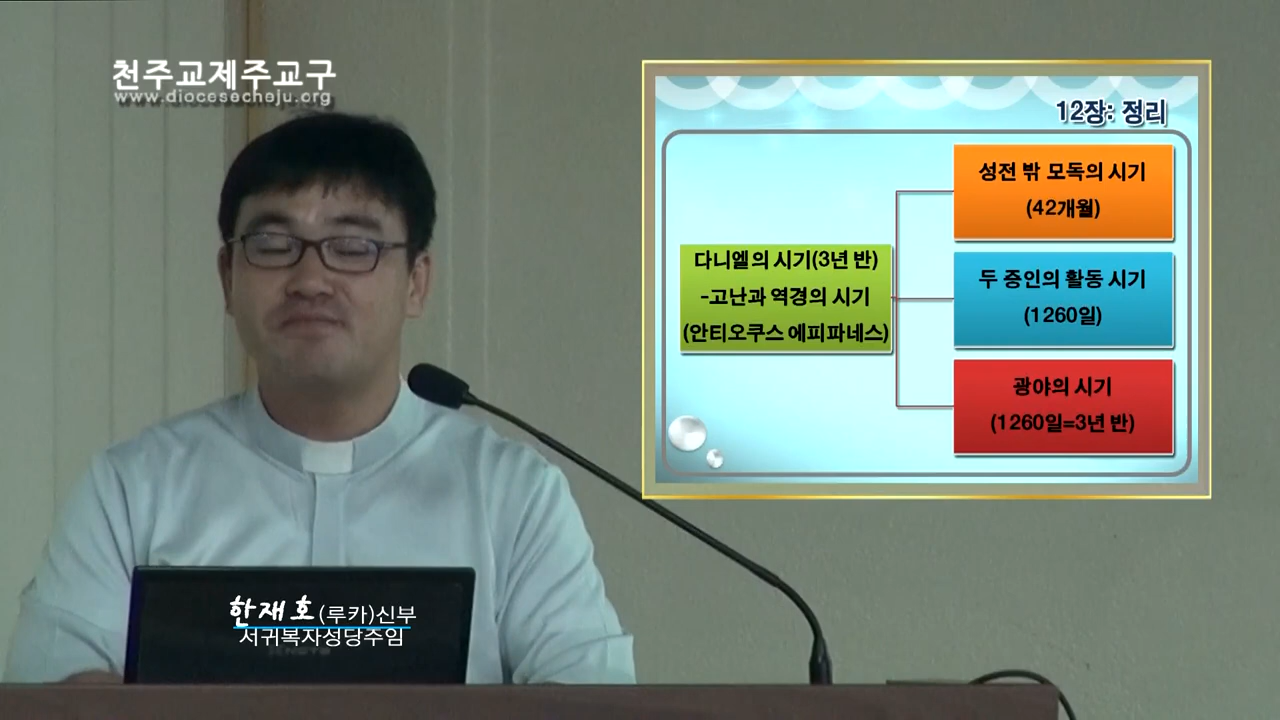 천주교제주교구
www.diocesecheju.org
12장: 정리
성전 밖 모독의 시기
(42개월)
다니엘의 시기(3년 반)
-고난과 역경의 시기
(안티오쿠스 에피파네스)
두 증인의 활동 시기
(1260일)
광야의 시기
(1260일=3년 반)
한재호(루카)신부
서귀복자성당주임